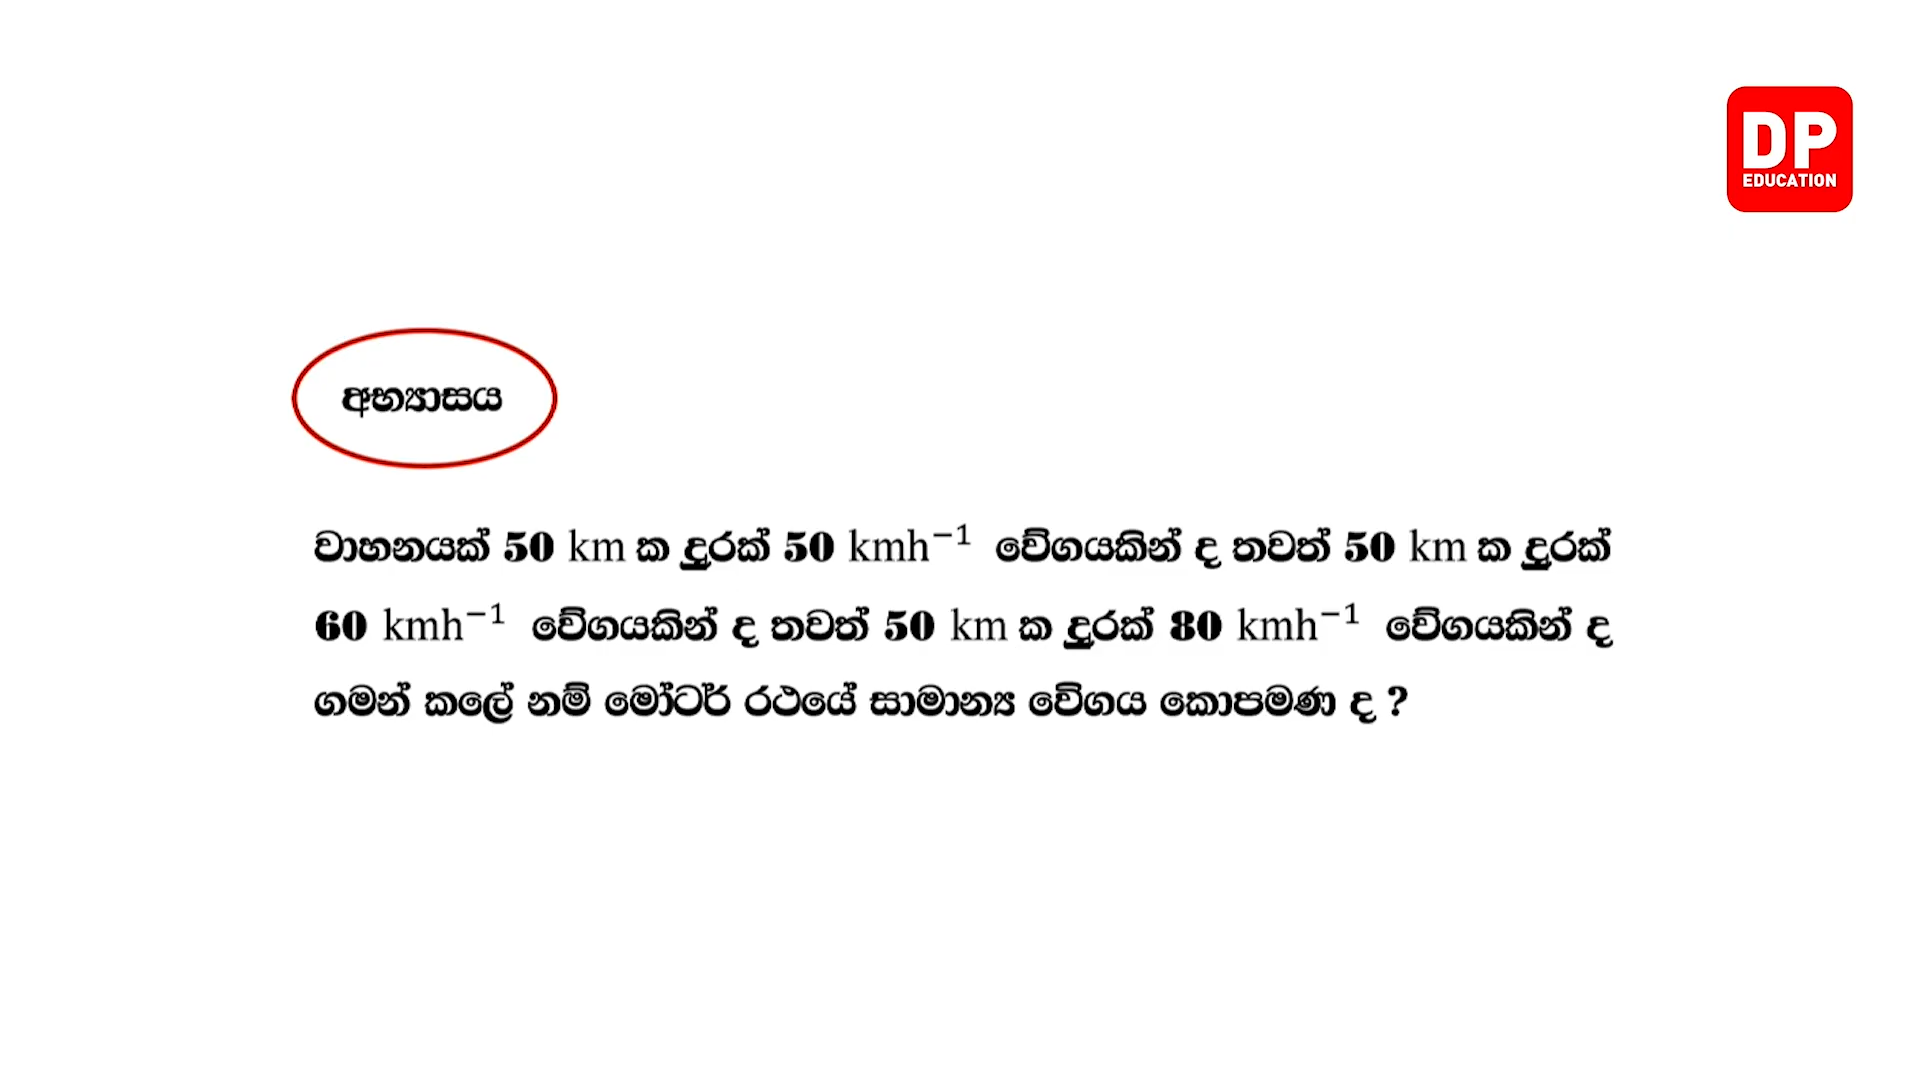 DP
EDUCATION
අභ්‍යාසය
වාහනයක් 50 km ක දුරක් 50 kmh⁻¹ වේගයකින් ද තවත් 50 km ක දුරක්
60 kmh⁻¹ වේගයකින් ද තවත් 50 km ක දුරක් 80 kmh⁻¹ වේගයකින් ද
ගමන් කලේ නම් මෝටර් රථයේ සාමාන්‍ය වේගය කොපමණ ද ?